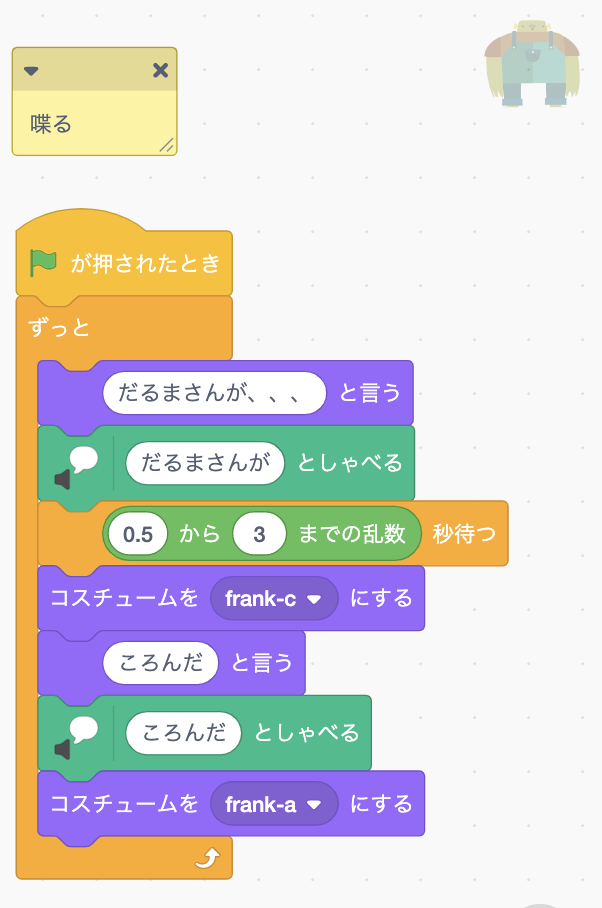 喋る
が押されたとき
ずっと
だるまさんが、、、 と言う
だるまさんが としゃべる
0.5 から 3 までの乱数 秒待つ
コスチュームを frank-c にする
ころんだ と言う
ころんだ としゃべる
コスチュームを frank-a にする